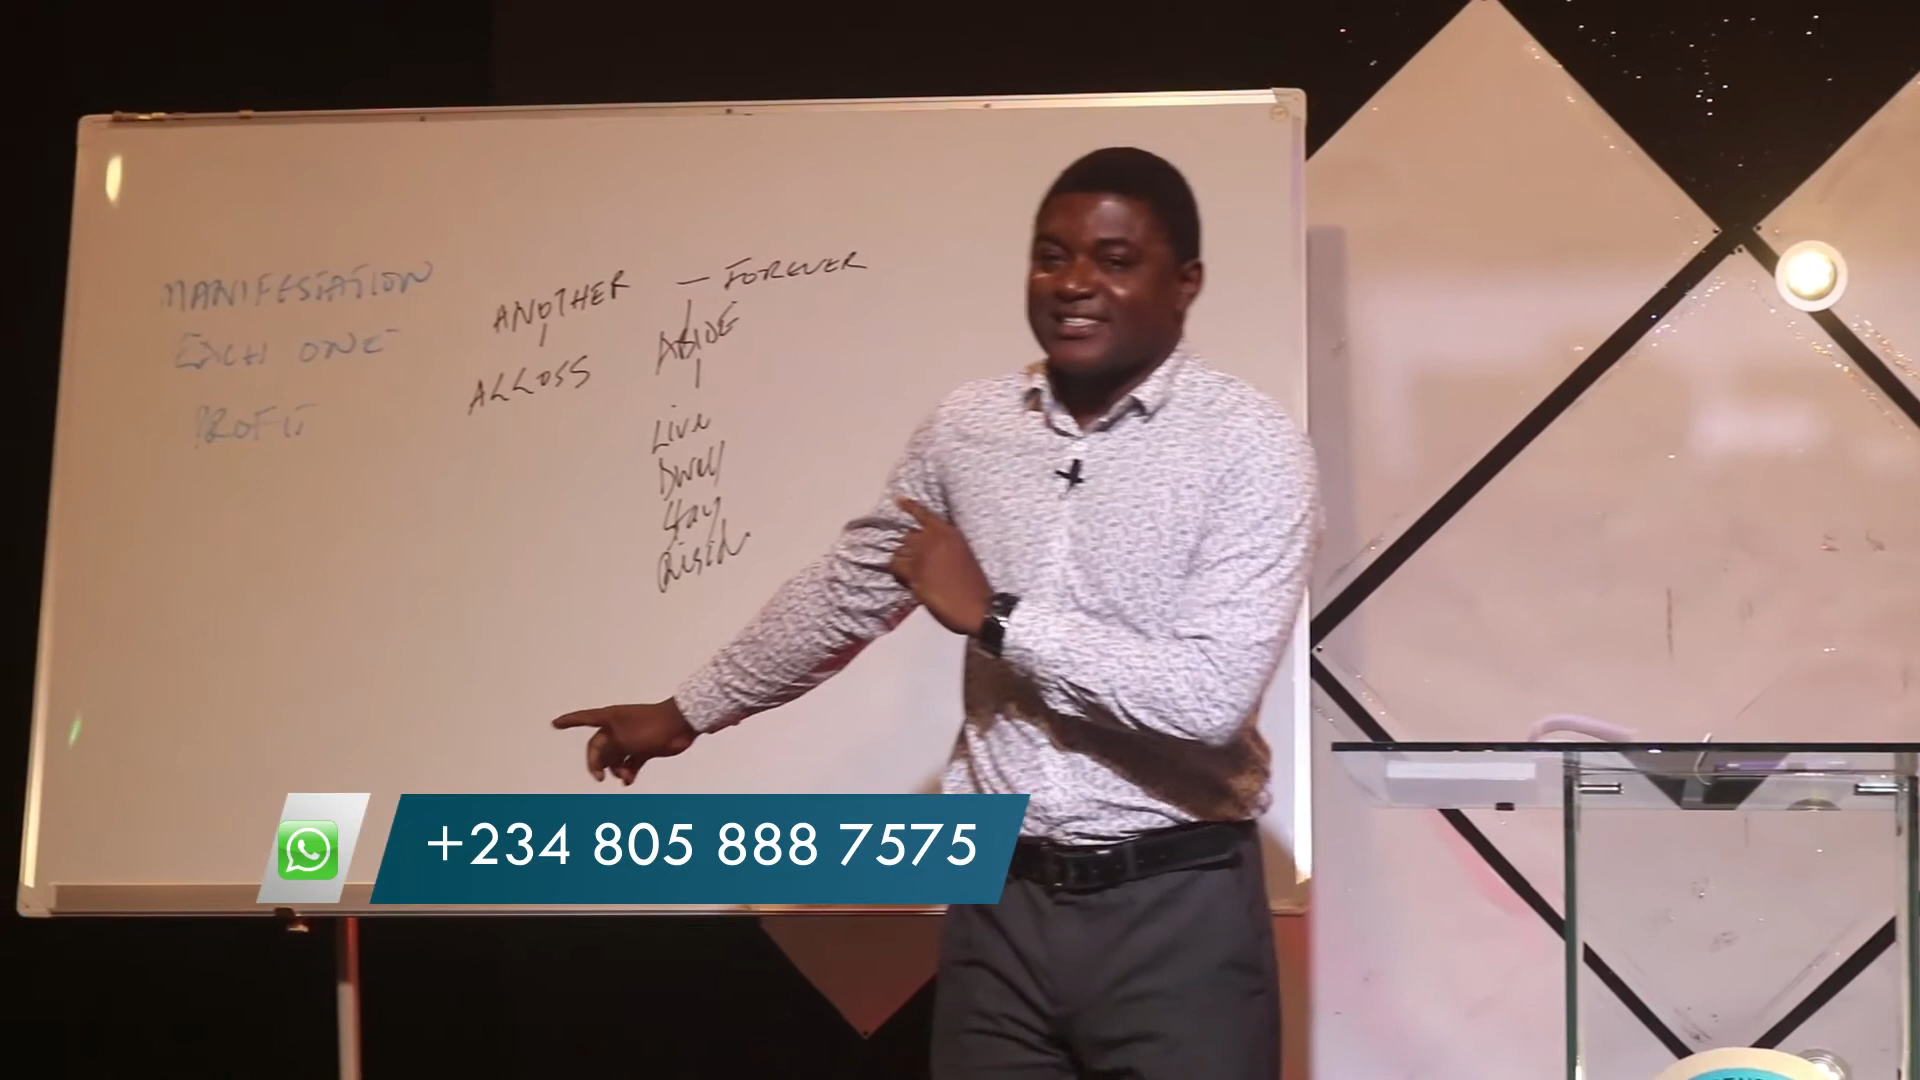 MANIFESTATION
EACH ONE
PROFIT
ANOTHER — FOREVER
ABIDE
ALLOSS
Live
Dwell
Stay
+234 805 888 7575